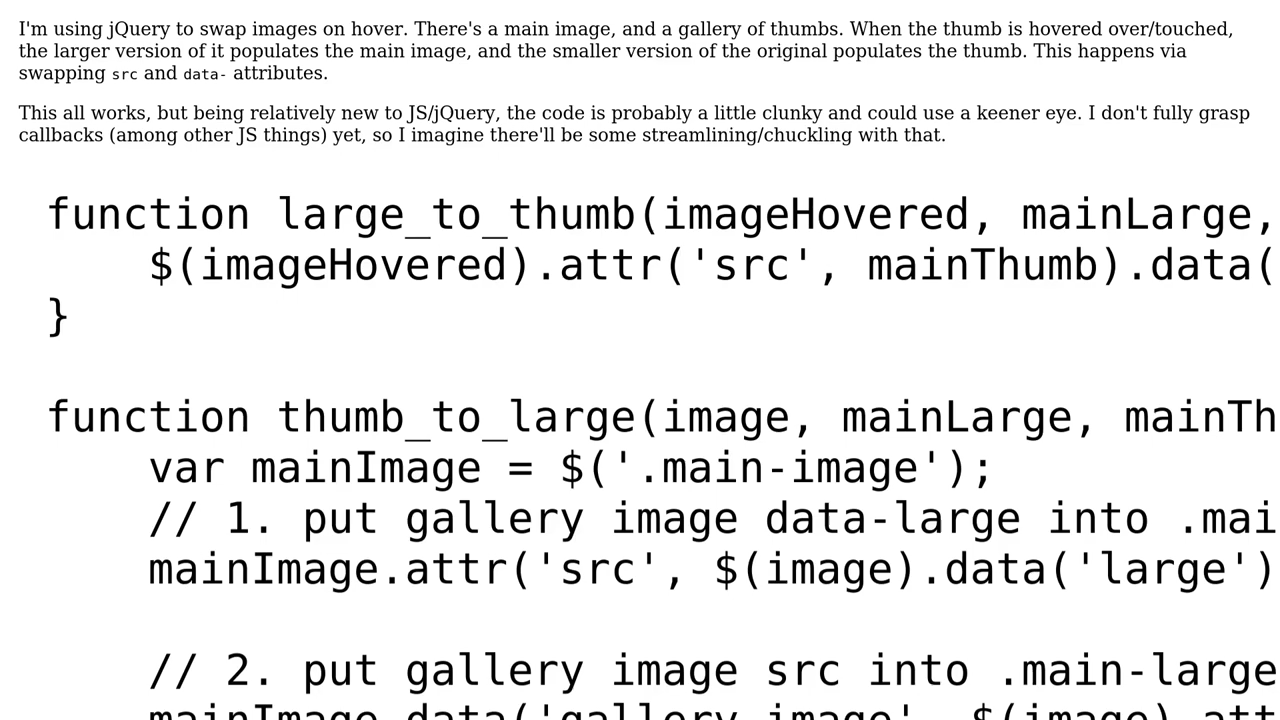 I'm using jQuery to swap images on hover. There's a main image, and a gallery of thumbs. When the thumb is hovered over/touched,
the larger version of it populates the main image, and the smaller version of the original populates the thumb. This happens via
swapping src and data- attributes.
This all works, but being relatively new to JS/jQuery, the code is probably a little clunky and could use a keener eye. I don't fully grasp
callbacks (among other JS things) yet, so I imagine there'll be some streamlining/chuckling with that.
function large_to_thumb(imageHovered, mainLarge,
    $(imageHovered).attr('src', mainThumb).data(
}
function thumb_to_large(image, mainLarge, mainTh
    var mainImage = $('.main-image');
    // 1. put gallery image data-large into .mai
    mainImage.attr('src', $(image).data('large')
    // 2. put gallery image src into .main-large
    mainImage.data('gallery-image', $(image).att